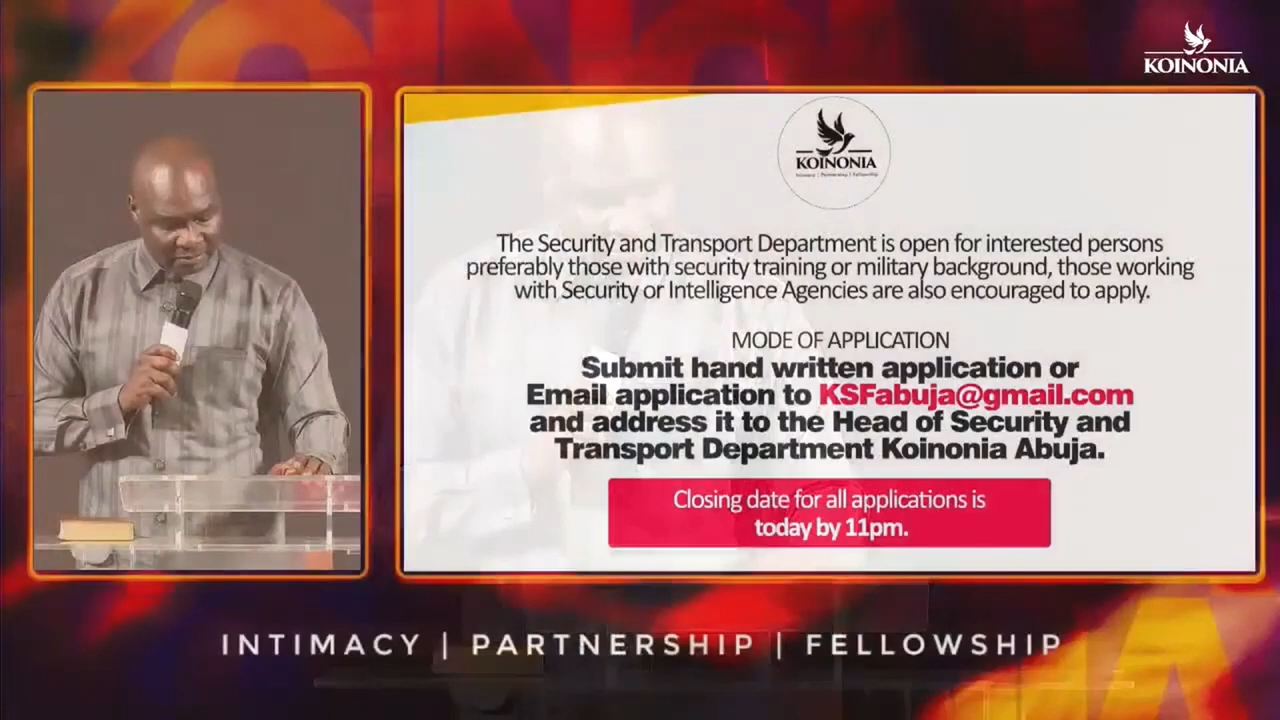 KOINONIA
KOINONIA
Intimacy | Partnership | Fellowship
The Security and Transport Department is open for interested persons
preferably those with security training or military background, those working
with Security or Intelligence Agencies are also encouraged to apply.
MODE OF APPLICATION
Submit hand written application or
Email application to KSFabuja@gmail.com
and address it to the Head of Security and
Transport Department Koinonia Abuja.
Closing date for all applications is
today by 11pm.
INTIMACY | PARTNERSHIP | FELLOWSHIP